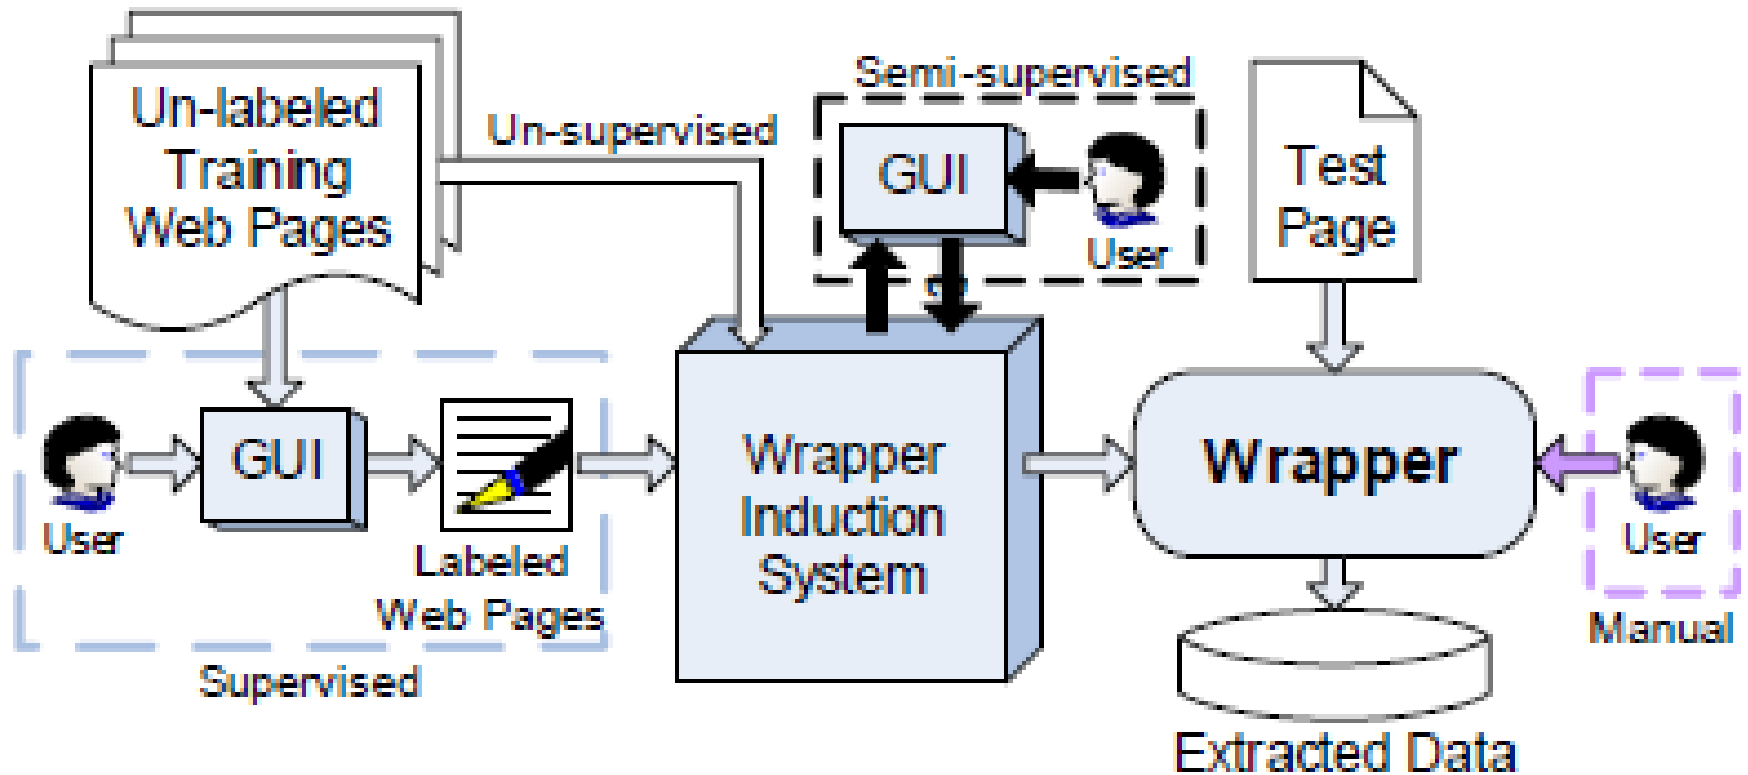 Un-labeled
Training
Web Pages
Un-supervised
Semi-supervised
GUI
User
Test
Page
User
GUI
Labeled
Web Pages
Supervised
Wrapper
Induction
System
Wrapper
User
Manual
Extracted Data